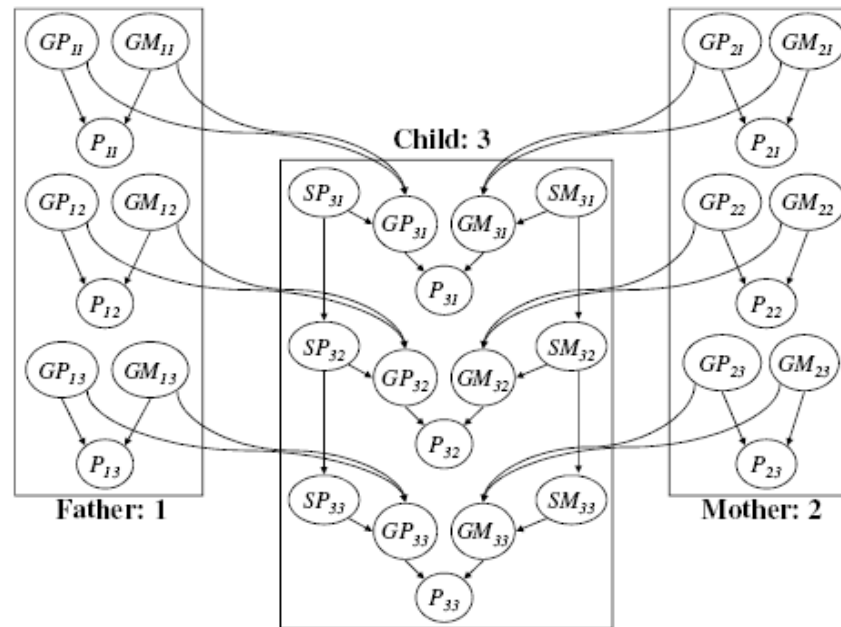 GP11 GM11
P11
GP12 GM12
P12
GP13 GM13
P13
Father: 1
Child: 3
SP31 SM31
GP31 GM31
P31
SP32 SM32
GP32 GM32
P32
SP33 SM33
GP33 GM33
P33
GP21 GM21
P21
GP22 GM22
P22
GP23 GM23
P23
Mother: 2